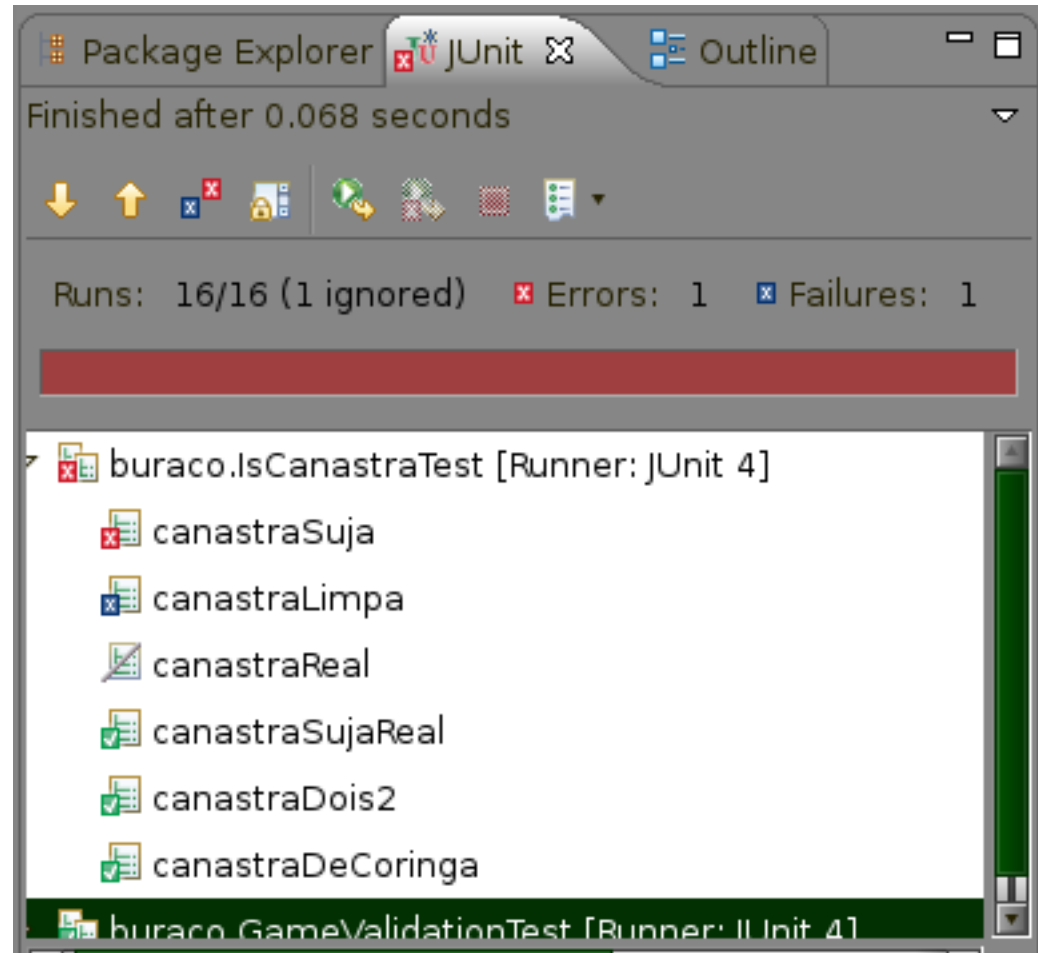 Package Explorer JUnit Outline
Finished after 0.068 seconds
Runs: 16/16 (1 ignored) Errors: 1 Failures: 1
buraco.IsCanastraTest [Runner: JUnit 4]
canastraSuja
canastraLimpa
canastraReal
canastraSujaReal
canastraDois2
canastraDeCoringa
buraco.GameValidationTest [Runner: JUnit 4]